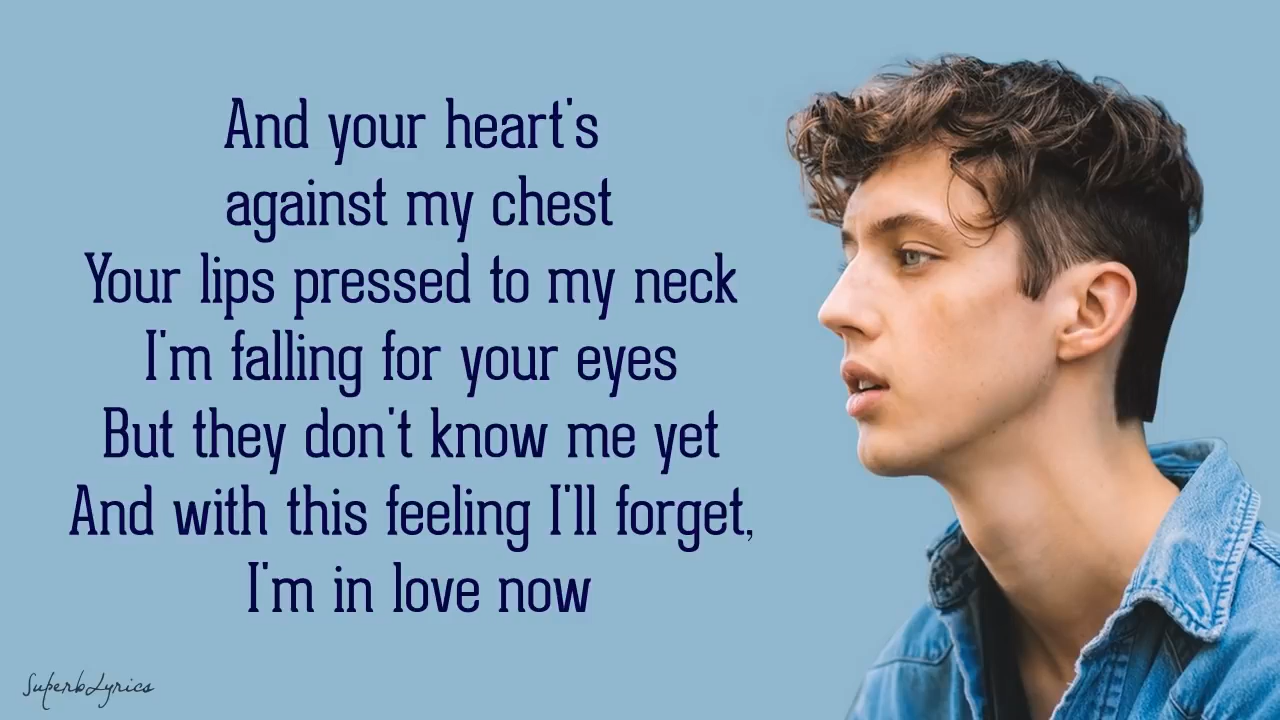 And your heart's
against my chest
Your lips pressed to my neck
I'm falling for your eyes
But they don't know me yet
And with this feeling I'll forget,
I'm in love now
SuperbLyrics